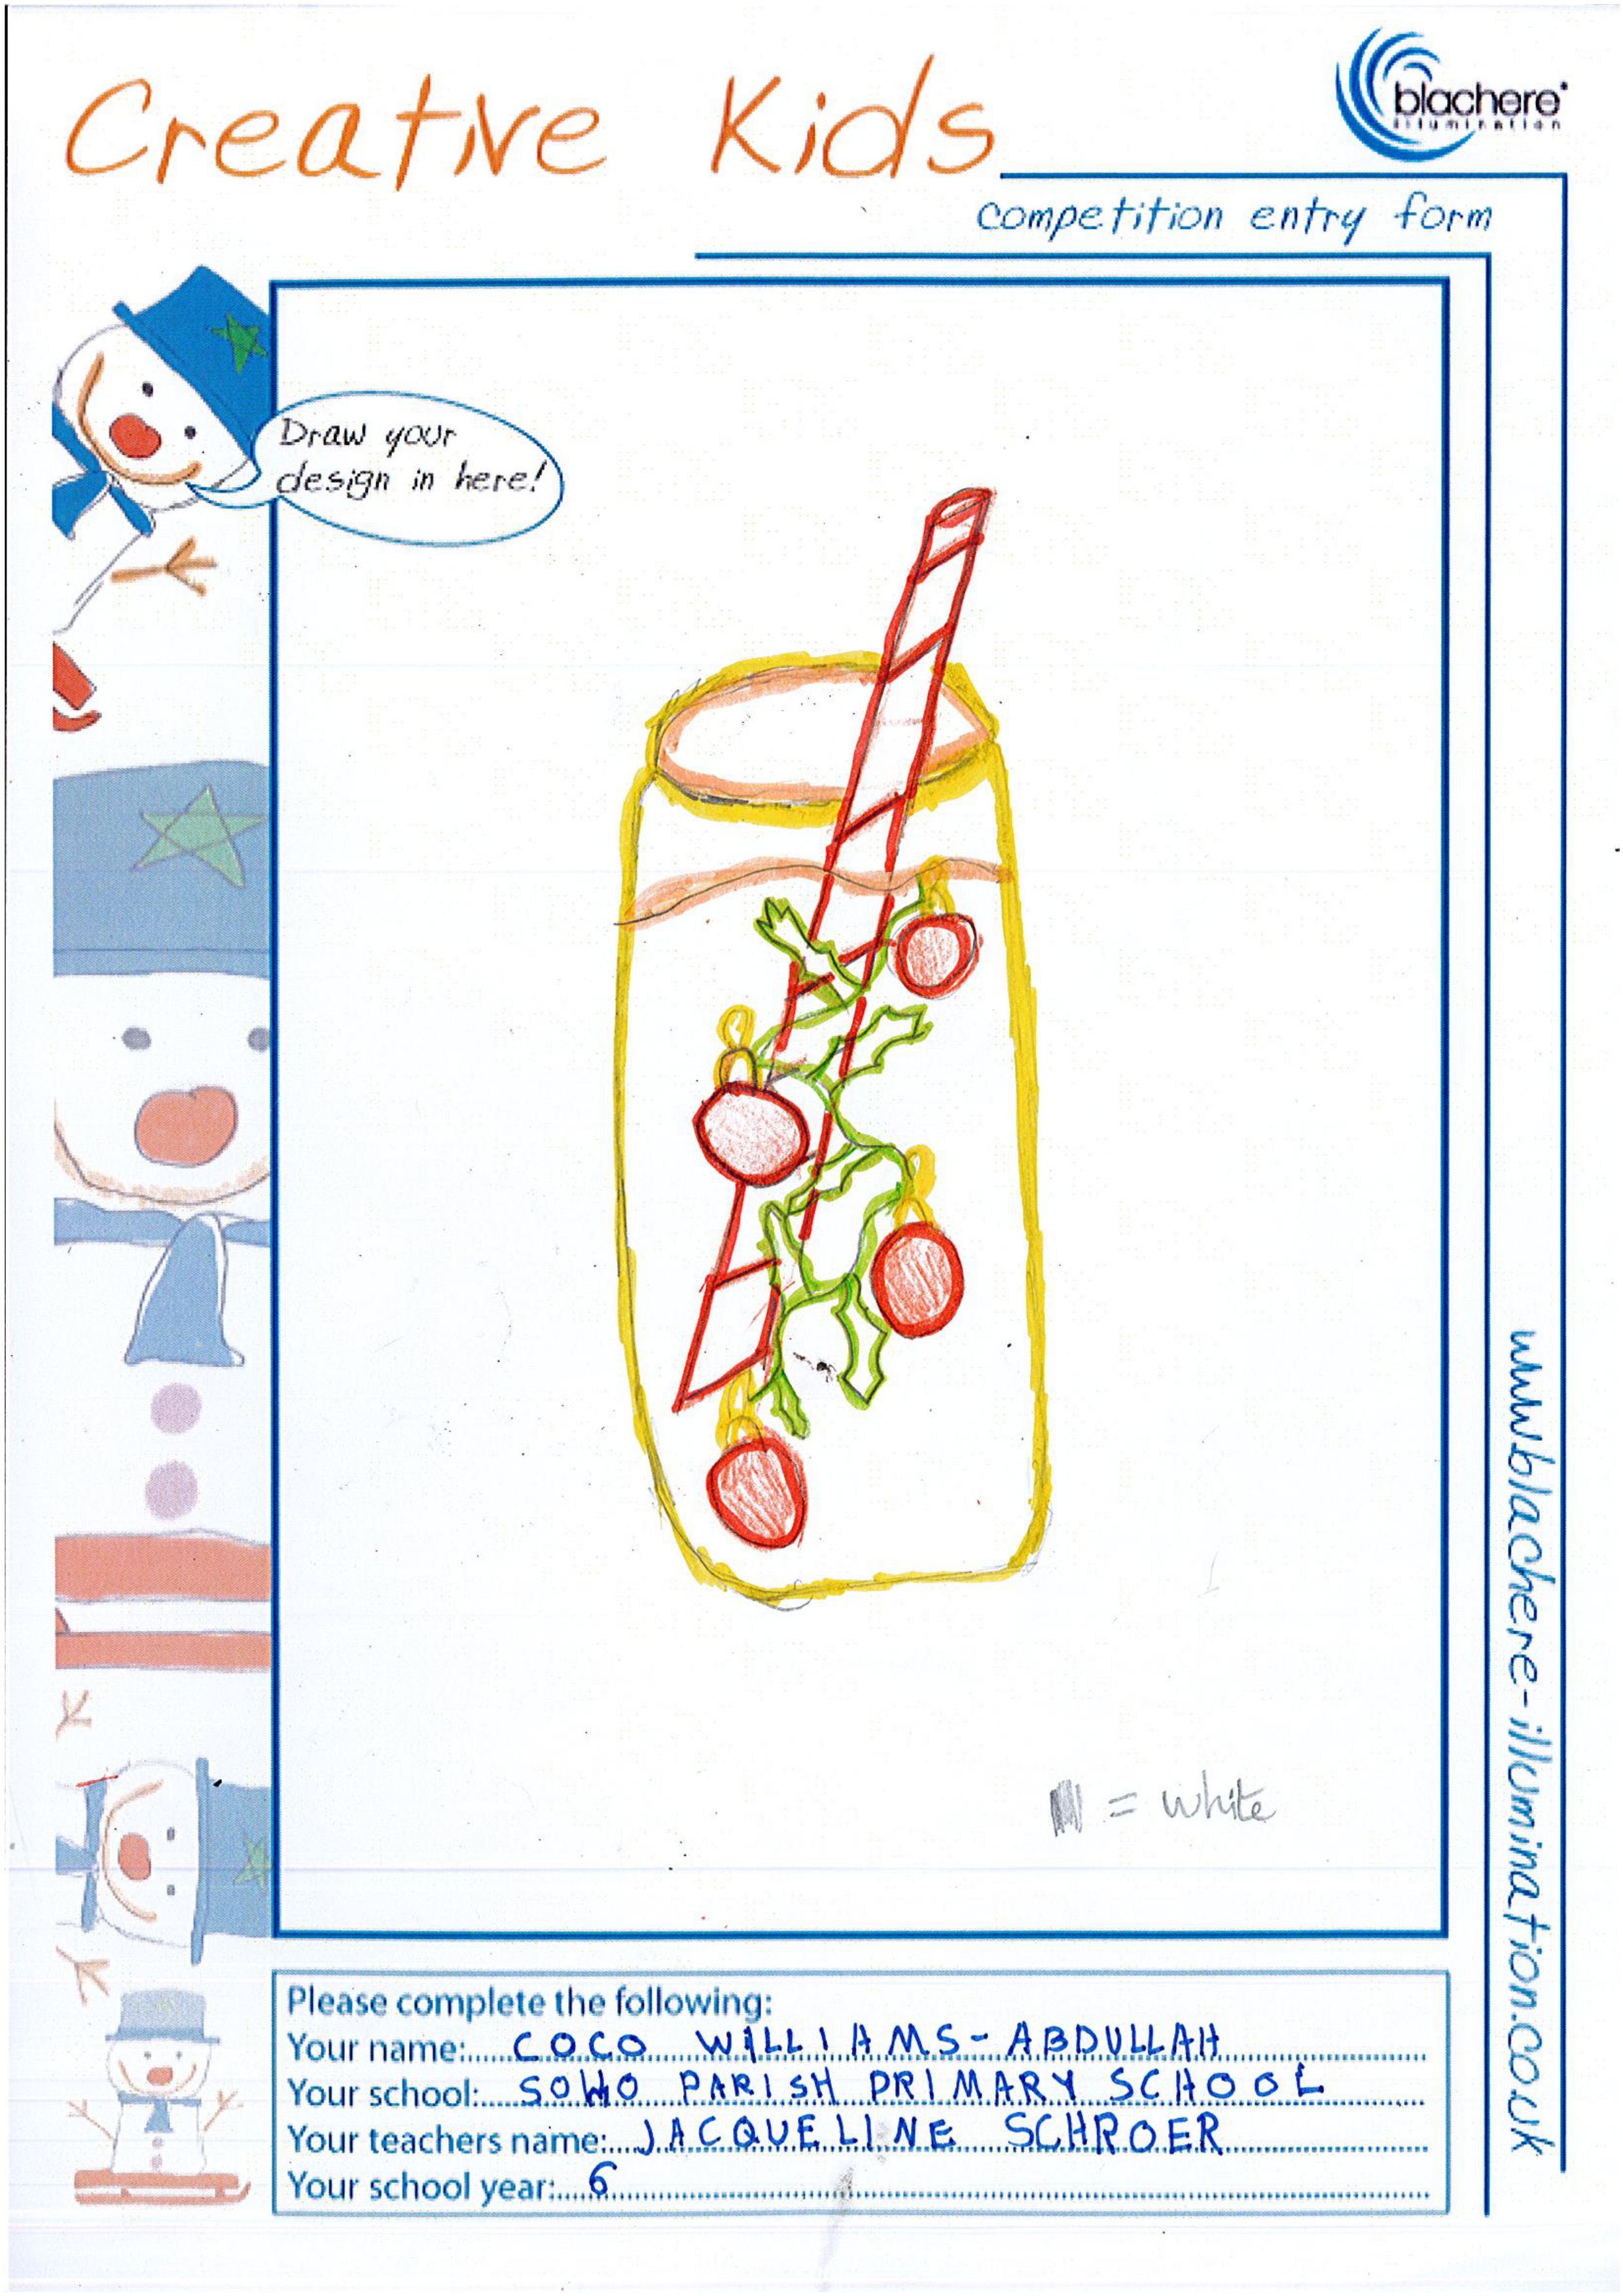 Creative Kids
blachere
illumination
competition entry form
Draw your
design in here!
= white
www.blachere-illumination.co.uk
Please complete the following:
Your name: COCO WILLIAMS-ABDULLAH
Your school: SOHO PARISH PRIMARY SCHOOL
Your teachers name: JACQUELINE SCHROER
Your school year: 6